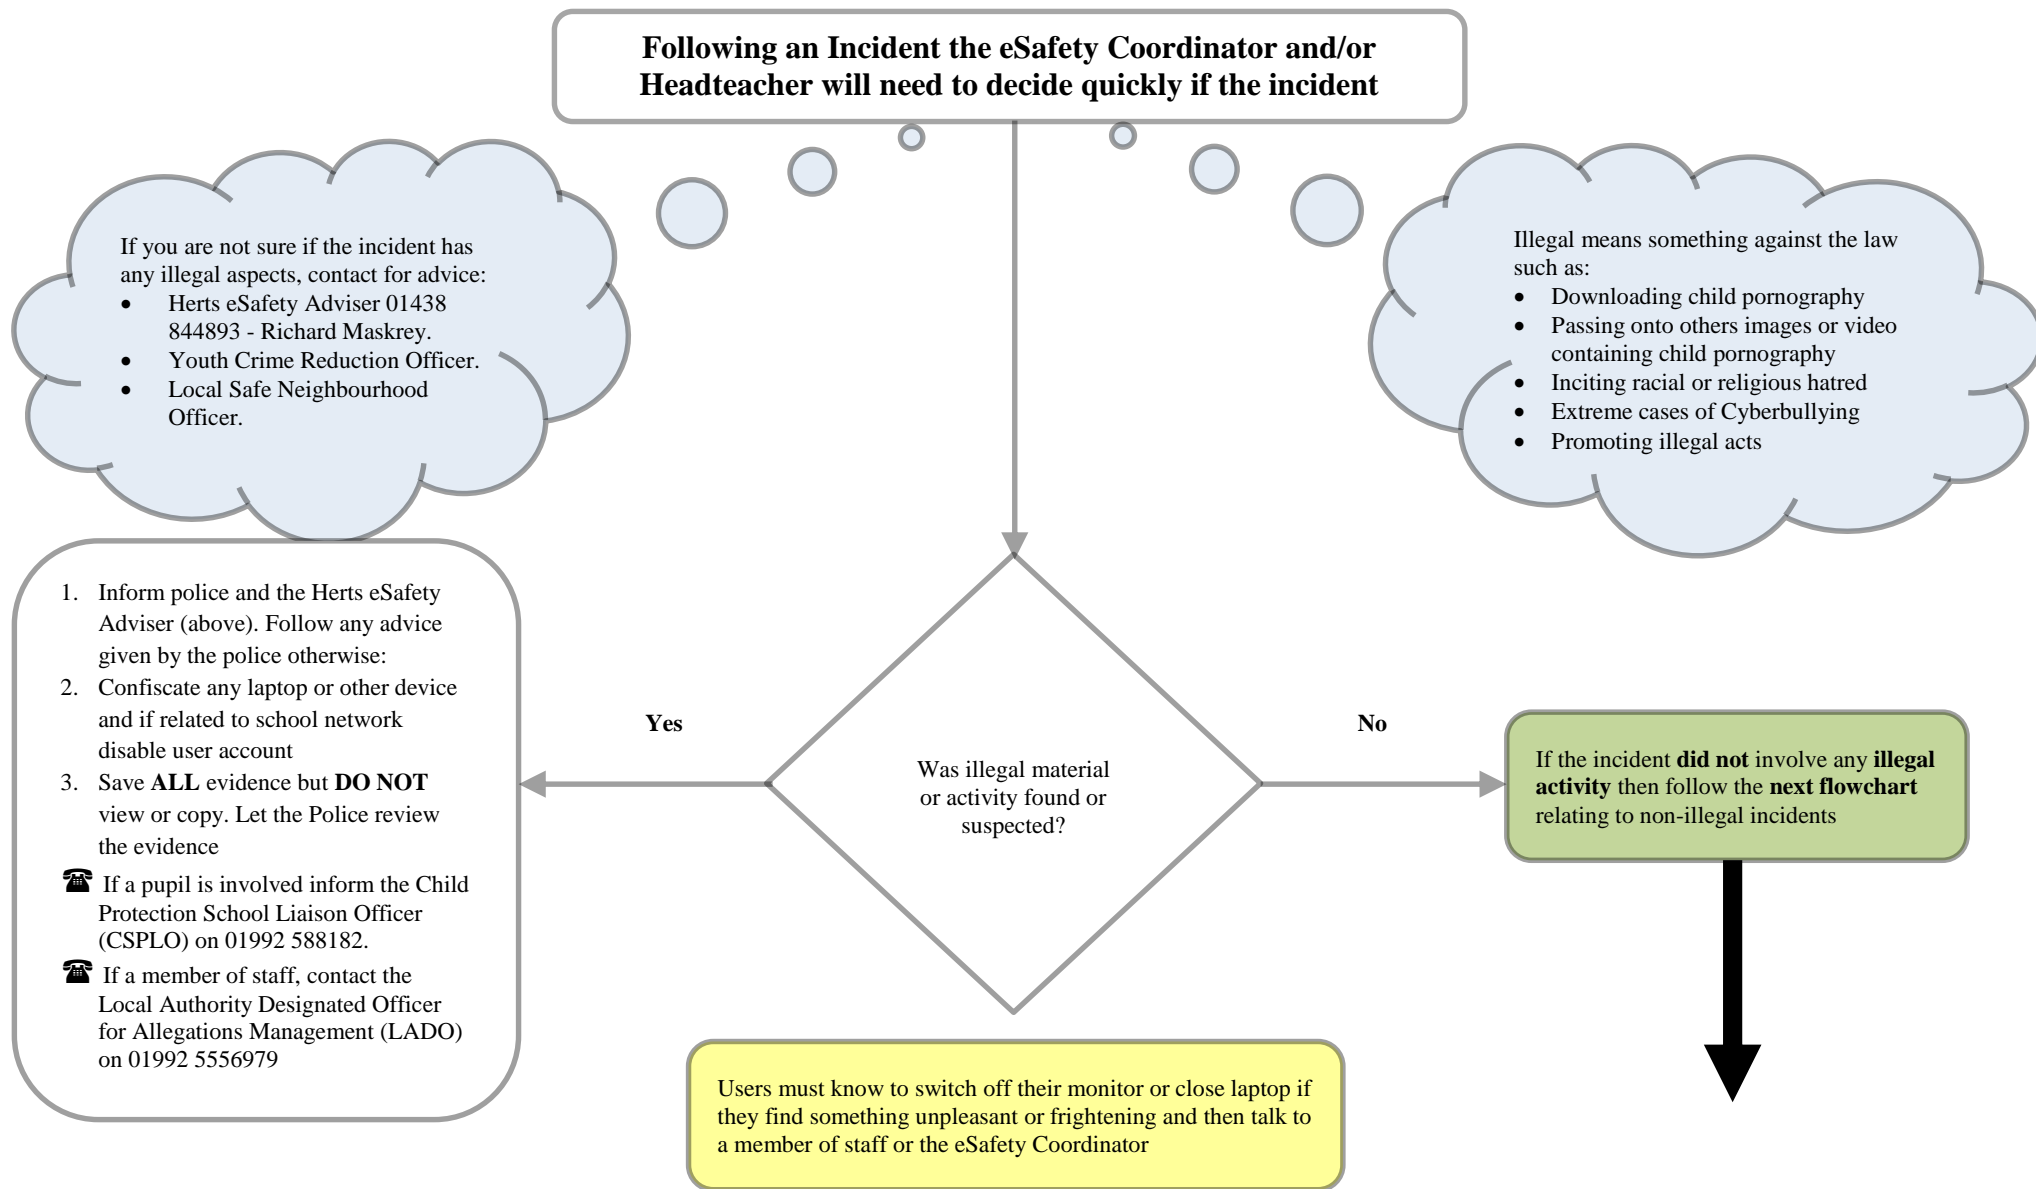 Following an Incident the eSafety Coordinator and/or
Headteacher will need to decide quickly if the incident
If you are not sure if the incident has
any illegal aspects, contact for advice:
• Herts eSafety Adviser 01438
844893 - Richard Maskrey.
• Youth Crime Reduction Officer.
• Local Safe Neighbourhood
Officer.
Illegal means something against the law
such as:
• Downloading child pornography
• Passing onto others images or video
containing child pornography
• Inciting racial or religious hatred
• Extreme cases of Cyberbullying
• Promoting illegal acts
1. Inform police and the Herts eSafety
Adviser (above). Follow any advice
given by the police otherwise:
2. Confiscate any laptop or other device
and if related to school network
disable user account
3. Save ALL evidence but DO NOT
view or copy. Let the Police review
the evidence
☎ If a pupil is involved inform the Child
Protection School Liaison Officer
(CSPLO) on 01992 588182.
☎ If a member of staff, contact the
Local Authority Designated Officer
for Allegations Management (LADO)
on 01992 5556979
Yes
Was illegal material
or activity found or
suspected?
No
If the incident did not involve any illegal
activity then follow the next flowchart
relating to non-illegal incidents
Users must know to switch off their monitor or close laptop if
they find something unpleasant or frightening and then talk to
a member of staff or the eSafety Coordinator